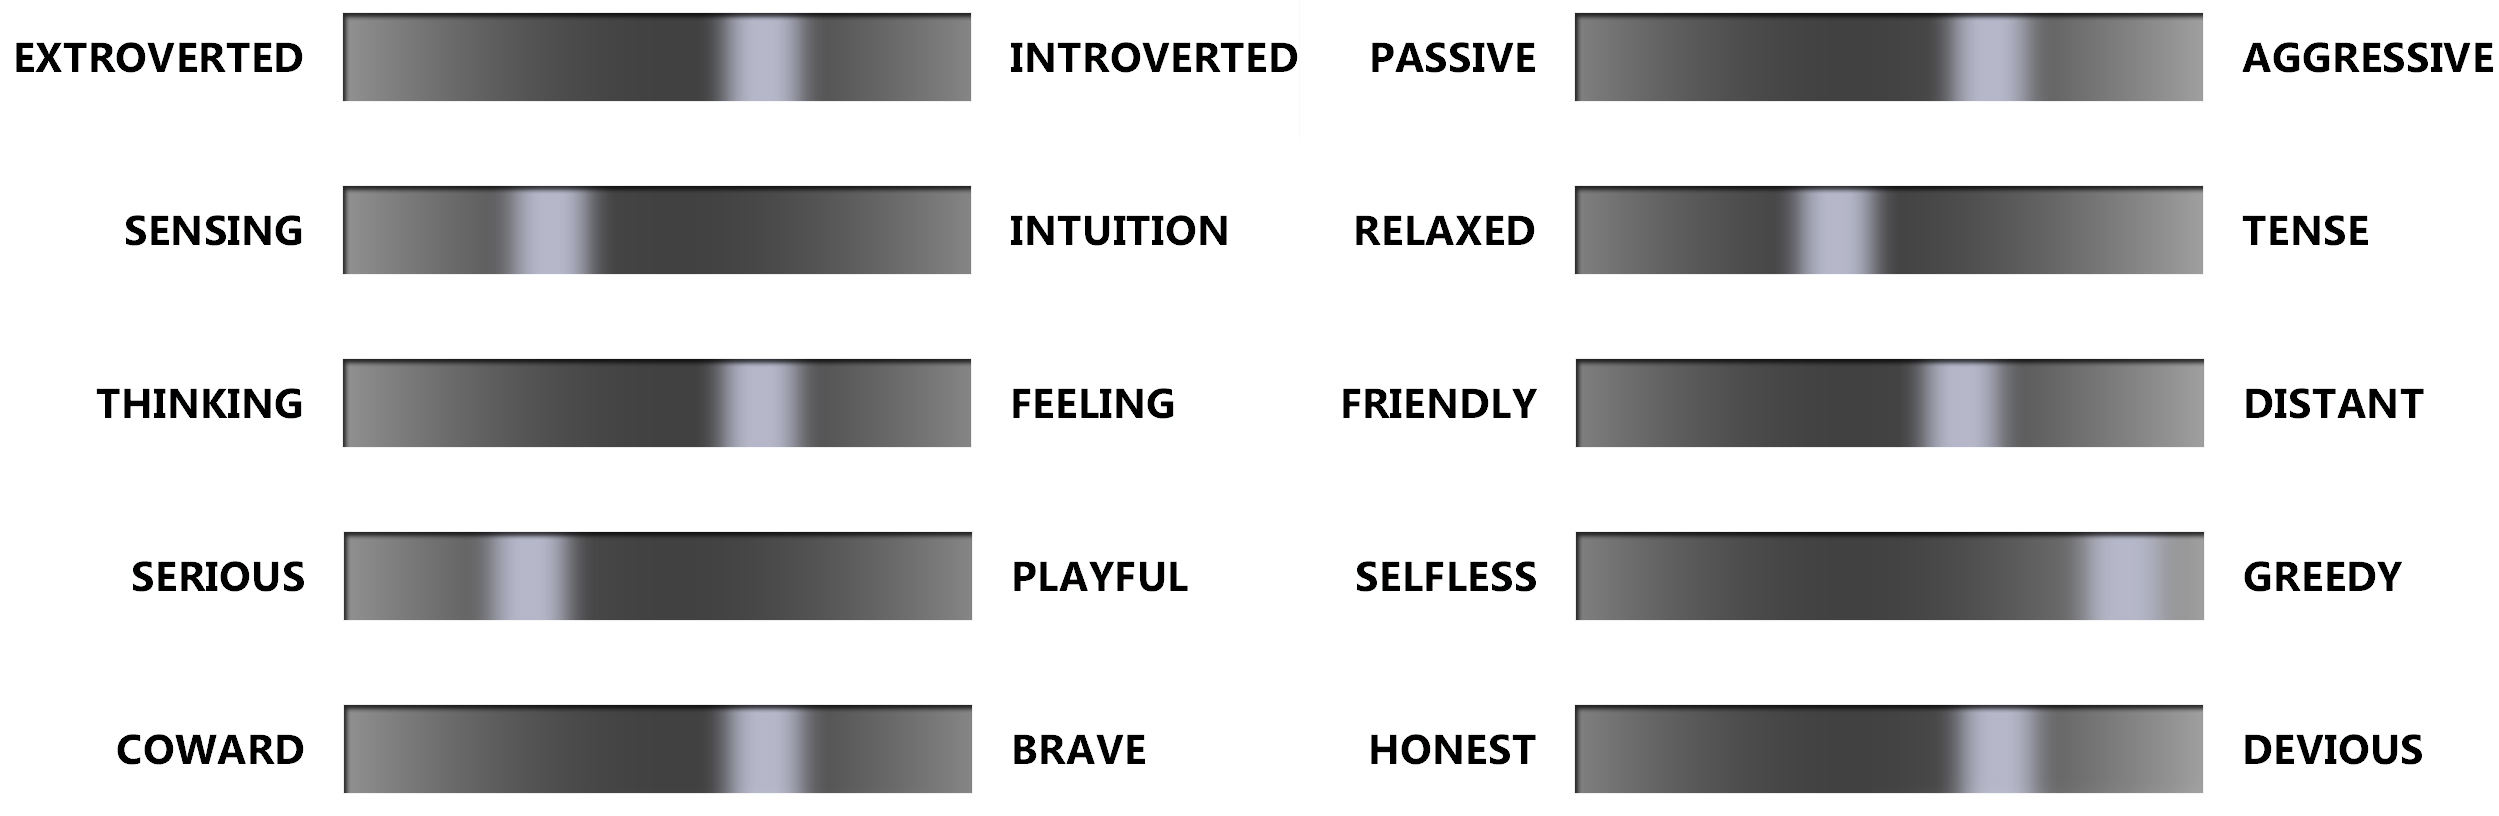 EXTROVERTED INTROVERTED PASSIVE AGGRESSIVE
SENSING INTUITION RELAXED TENSE
THINKING FEELING FRIENDLY DISTANT
SERIOUS PLAYFUL SELFLESS GREEDY
COWARD BRAVE HONEST DEVIOUS